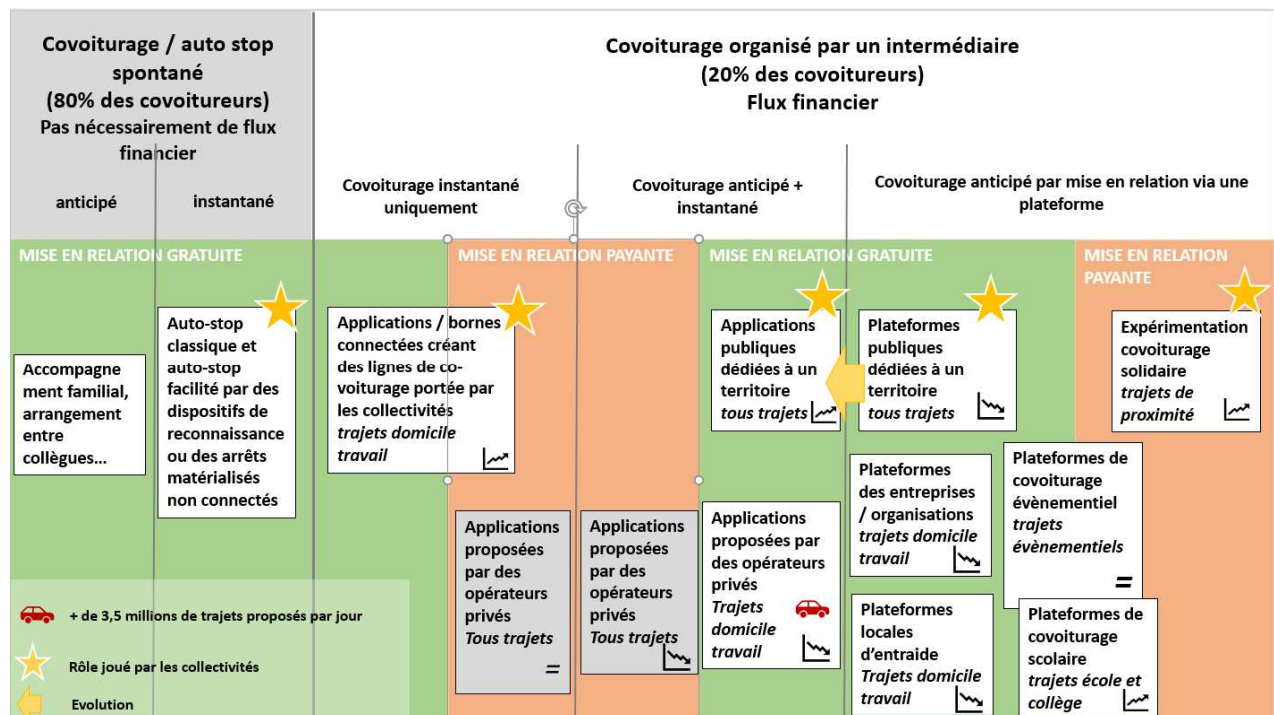 Covoiturage / auto stop
spontané
(80% des covoitureurs)
Pas nécessairement de flux
financier
anticipé
instantané
Covoiturage organisé par un intermédiaire
(20% des covoitureurs)
Flux financier
Covoiturage instantané
uniquement
Covoiturage anticipé +
instantané
Covoiturage anticipé par mise en relation via une
plateforme
MISE EN RELATION GRATUITE
MISE EN RELATION PAYANTE
MISE EN RELATION GRATUITE
MISE EN RELATION
PAYANTE
Accompagne
ment familial,
arrangement
entre
collègues...
Auto-stop
classique et
auto-stop
facilité par des
dispositifs de
reconnaissance
ou des arrêts
matérialisés
non connectés
Applications / bornes
connectées créant
des lignes de co-
voiturage portée par
les collectivités
trajets domicile
travail
Applications
publiques
dédiées à un
territoire
tous trajets
Plateformes
publiques
dédiées à un
territoire
tous trajets
Expérimentation
covoiturage
solidaire
trajets de
proximité
Applications
proposées
par des
opérateurs
privés
Tous trajets
=
Applications
proposées
par des
opérateurs
privés
Tous trajets
Applications
proposées par
des opérateurs
privés
Trajets
domicile
travail
Plateformes
des entreprises
/ organisations
trajets domicile
travail
Plateformes de
covoiturage
évènementiel
trajets
évènementiels
=
Plateformes
locales
d'entraide
Trajets domicile
travail
Plateformes de
covoiturage
scolaire
trajets école et
collège
+ de 3,5 millions de trajets proposés par jour
Rôle joué par les collectivités
Evolution